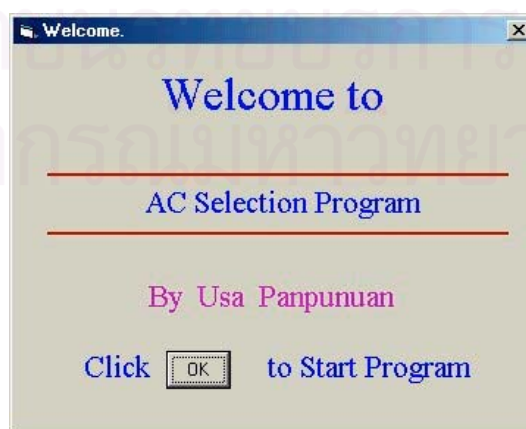 Welcome.
Welcome to
AC Selection Program
By Usa Panpunuan
Click OK to Start Program